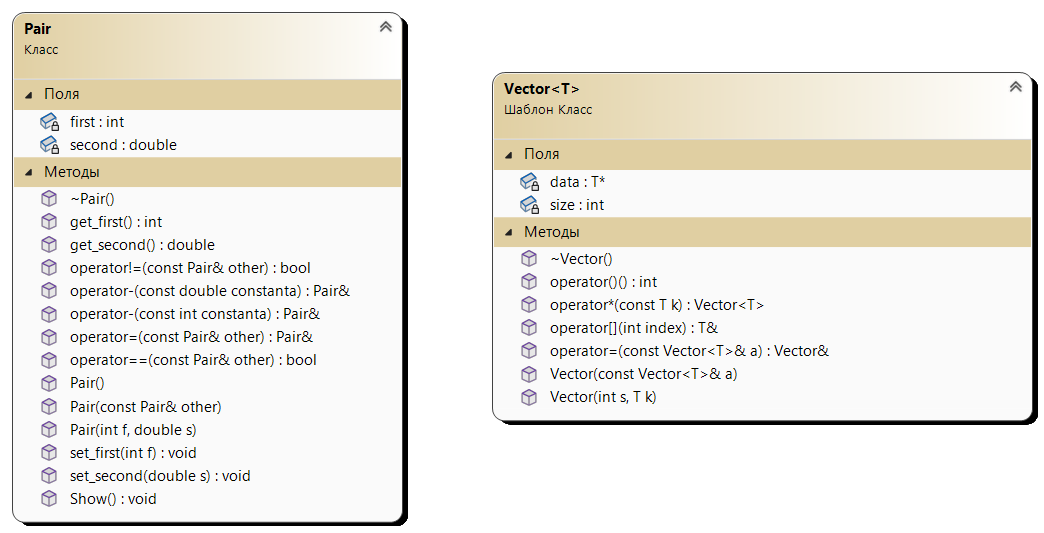 Pair
Класс
Поля
first : int
second : double
Методы
~Pair()
get_first() : int
get_second() : double
operator!=(const Pair& other) : bool
operator-(const double constanta) : Pair&
operator-(const int constanta) : Pair&
operator=(const Pair& other) : Pair&
operator==(const Pair& other) : bool
Pair()
Pair(const Pair& other)
Pair(int f, double s)
set_first(int f) : void
set_second(double s) : void
Show() : void
Vector<T>
Шаблон Класс
Поля
data : T*
size : int
Методы
~Vector()
operator()() : int
operator*(const T k) : Vector<T>
operator[](int index) : T&
operator=(const Vector<T>& a) : Vector&
Vector(const Vector<T>& a)
Vector(int s, T k)